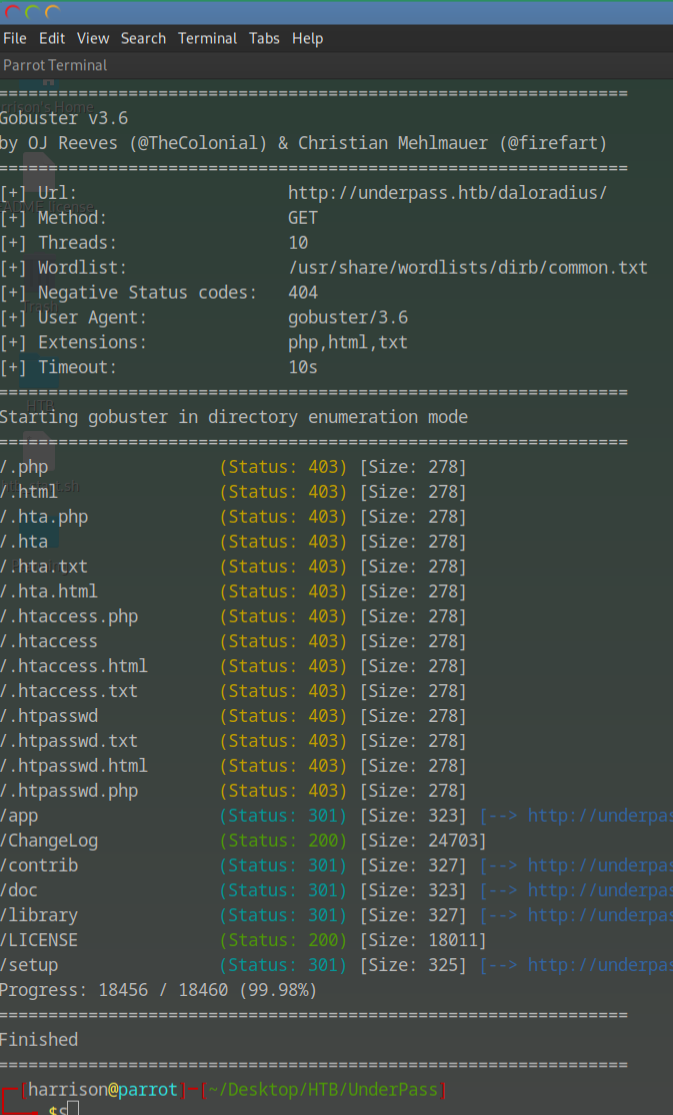 File Edit View Search Terminal Tabs Help
Parrot Terminal
===============================================================
Gobuster v3.6
by OJ Reeves (@TheColonial) & Christian Mehlmauer (@firefart)
===============================================================
[+] Url: http://underpass.htb/daloradius/
[+] Method: GET
[+] Threads: 10
[+] Wordlist: /usr/share/wordlists/dirb/common.txt
[+] Negative Status codes: 404
[+] User Agent: gobuster/3.6
[+] Extensions: php,html,txt
[+] Timeout: 10s
===============================================================
Starting gobuster in directory enumeration mode
===============================================================
/.php (Status: 403) [Size: 278]
/.html (Status: 403) [Size: 278]
/.hta.php (Status: 403) [Size: 278]
/.hta (Status: 403) [Size: 278]
/.hta.txt (Status: 403) [Size: 278]
/.hta.html (Status: 403) [Size: 278]
/.htaccess.php (Status: 403) [Size: 278]
/.htaccess (Status: 403) [Size: 278]
/.htaccess.html (Status: 403) [Size: 278]
/.htaccess.txt (Status: 403) [Size: 278]
/.htpasswd (Status: 403) [Size: 278]
/.htpasswd.txt (Status: 403) [Size: 278]
/.htpasswd.html (Status: 403) [Size: 278]
/.htpasswd.php (Status: 403) [Size: 278]
/app (Status: 301) [Size: 323] [--> http://underpas
/ChangeLog (Status: 200) [Size: 24703]
/contrib (Status: 301) [Size: 327] [--> http://underpas
/doc (Status: 301) [Size: 323] [--> http://underpas
/library (Status: 301) [Size: 327] [--> http://underpas
/LICENSE (Status: 200) [Size: 18011]
/setup (Status: 301) [Size: 325] [--> http://underpas
Progress: 18456 / 18460 (99.98%)
===============================================================
Finished
===============================================================
[harrison@parrot]─[~/Desktop/HTB/UnderPass]
$s